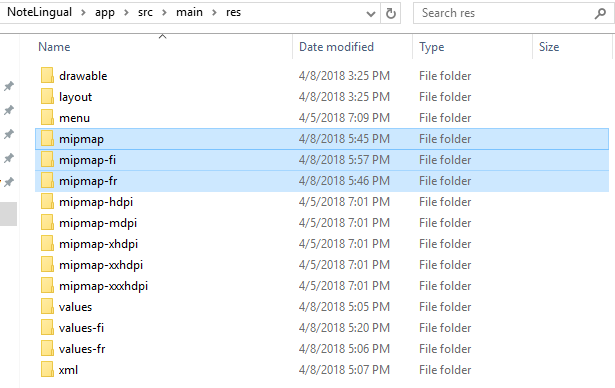 NoteLingual > app > src > main > res
Search res
Name Date modified Type Size
drawable 4/8/2018 3:25 PM File folder
layout 4/8/2018 3:25 PM File folder
menu 4/5/2018 7:09 PM File folder
mipmap 4/8/2018 5:45 PM File folder
mipmap-fi 4/8/2018 5:57 PM File folder
mipmap-fr 4/8/2018 5:46 PM File folder
mipmap-hdpi 4/5/2018 7:01 PM File folder
mipmap-mdpi 4/5/2018 7:01 PM File folder
mipmap-xhdpi 4/5/2018 7:01 PM File folder
mipmap-xxhdpi 4/5/2018 7:01 PM File folder
mipmap-xxxhdpi 4/5/2018 7:01 PM File folder
values 4/8/2018 5:05 PM File folder
values-fi 4/8/2018 5:20 PM File folder
values-fr 4/8/2018 5:06 PM File folder
xml 4/8/2018 5:07 PM File folder